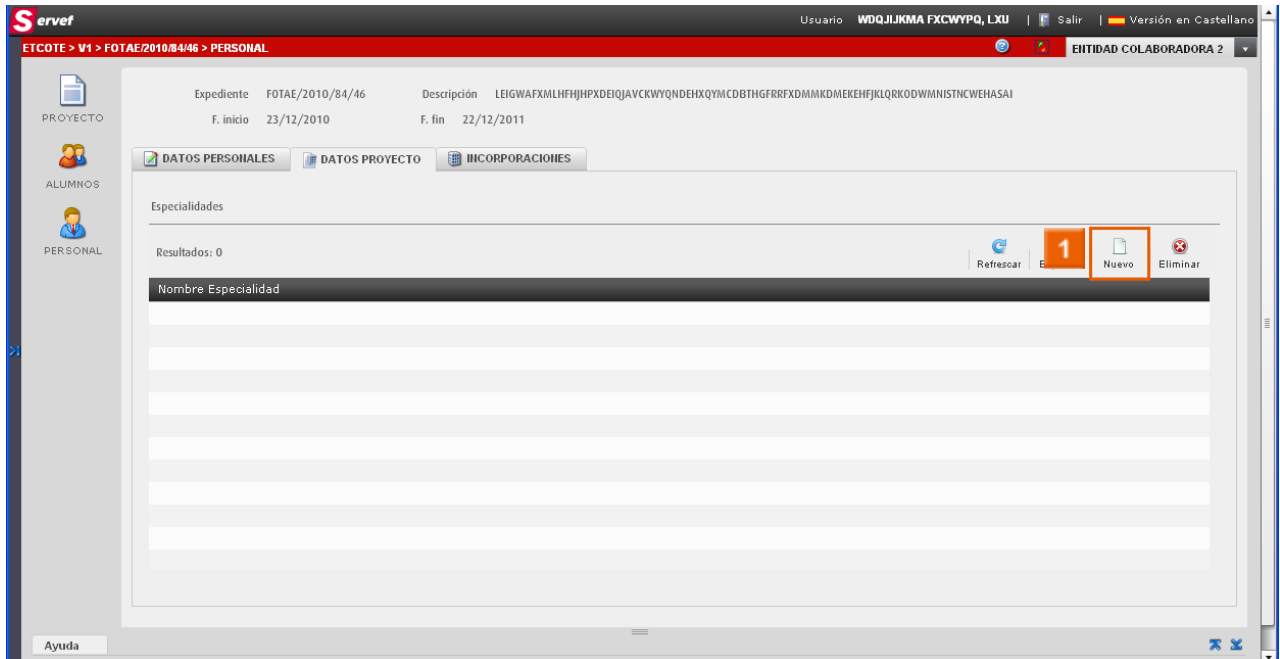 Servef
Usuario WDQJIJKMA FXCWYPQ, LXU | Salir | Versión en Castellano
ETCOTE > V1 > FOTAE/2010/84/46 > PERSONAL
ENTIDAD COLABORADORA 2
PROYECTO
ALUMNOS
PERSONAL
Expediente FOTAE/2010/84/46 Descripción LEIGWAFXMLHFHJHPXDEIQJAVCKWYQNDEHXQYMCDBTHGFRRFXDMMKDMEKEHFJKLQRKODWMNISTNCWEHASAI
F. inicio 23/12/2010 F. fin 22/12/2011
DATOS PERSONALES DATOS PROYECTO INCORPORACIONES
Especialidades
Resultados: 0
Refrescar
1
Nuevo
Eliminar
Nombre Especialidad
Ayuda